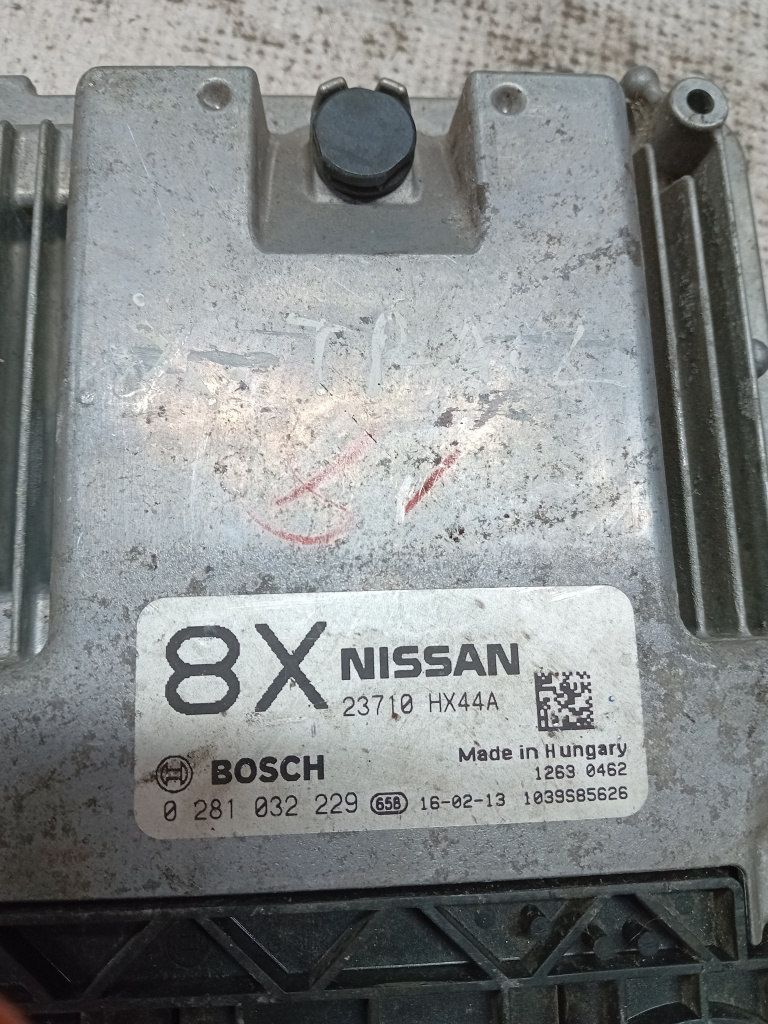 X-TRAIL
8X NISSAN
23710 HX44A
Made in Hungary
BOSCH
1263 0462
0 281 032 229 658 16-02-13 1039S85626